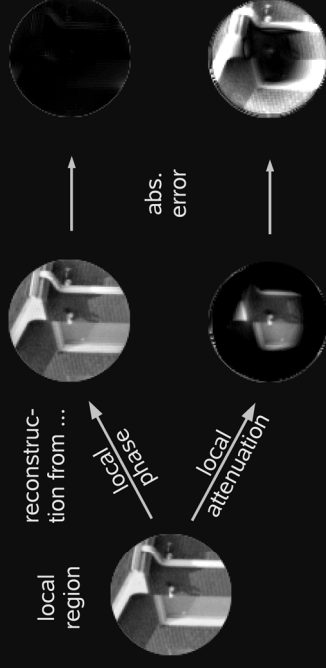 local
region
reconstruc-
tion from ...
local
phase
local
attenuation
abs.
error